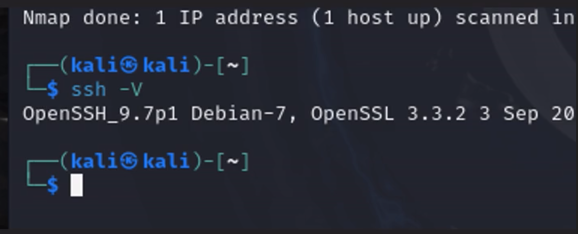 Nmap done: 1 IP address (1 host up) scanned in
┌──(kali㉿kali)-[~]
└─$ ssh -V
OpenSSH_9.7p1 Debian-7, OpenSSL 3.3.2 3 Sep 20
┌──(kali㉿kali)-[~]
└─$